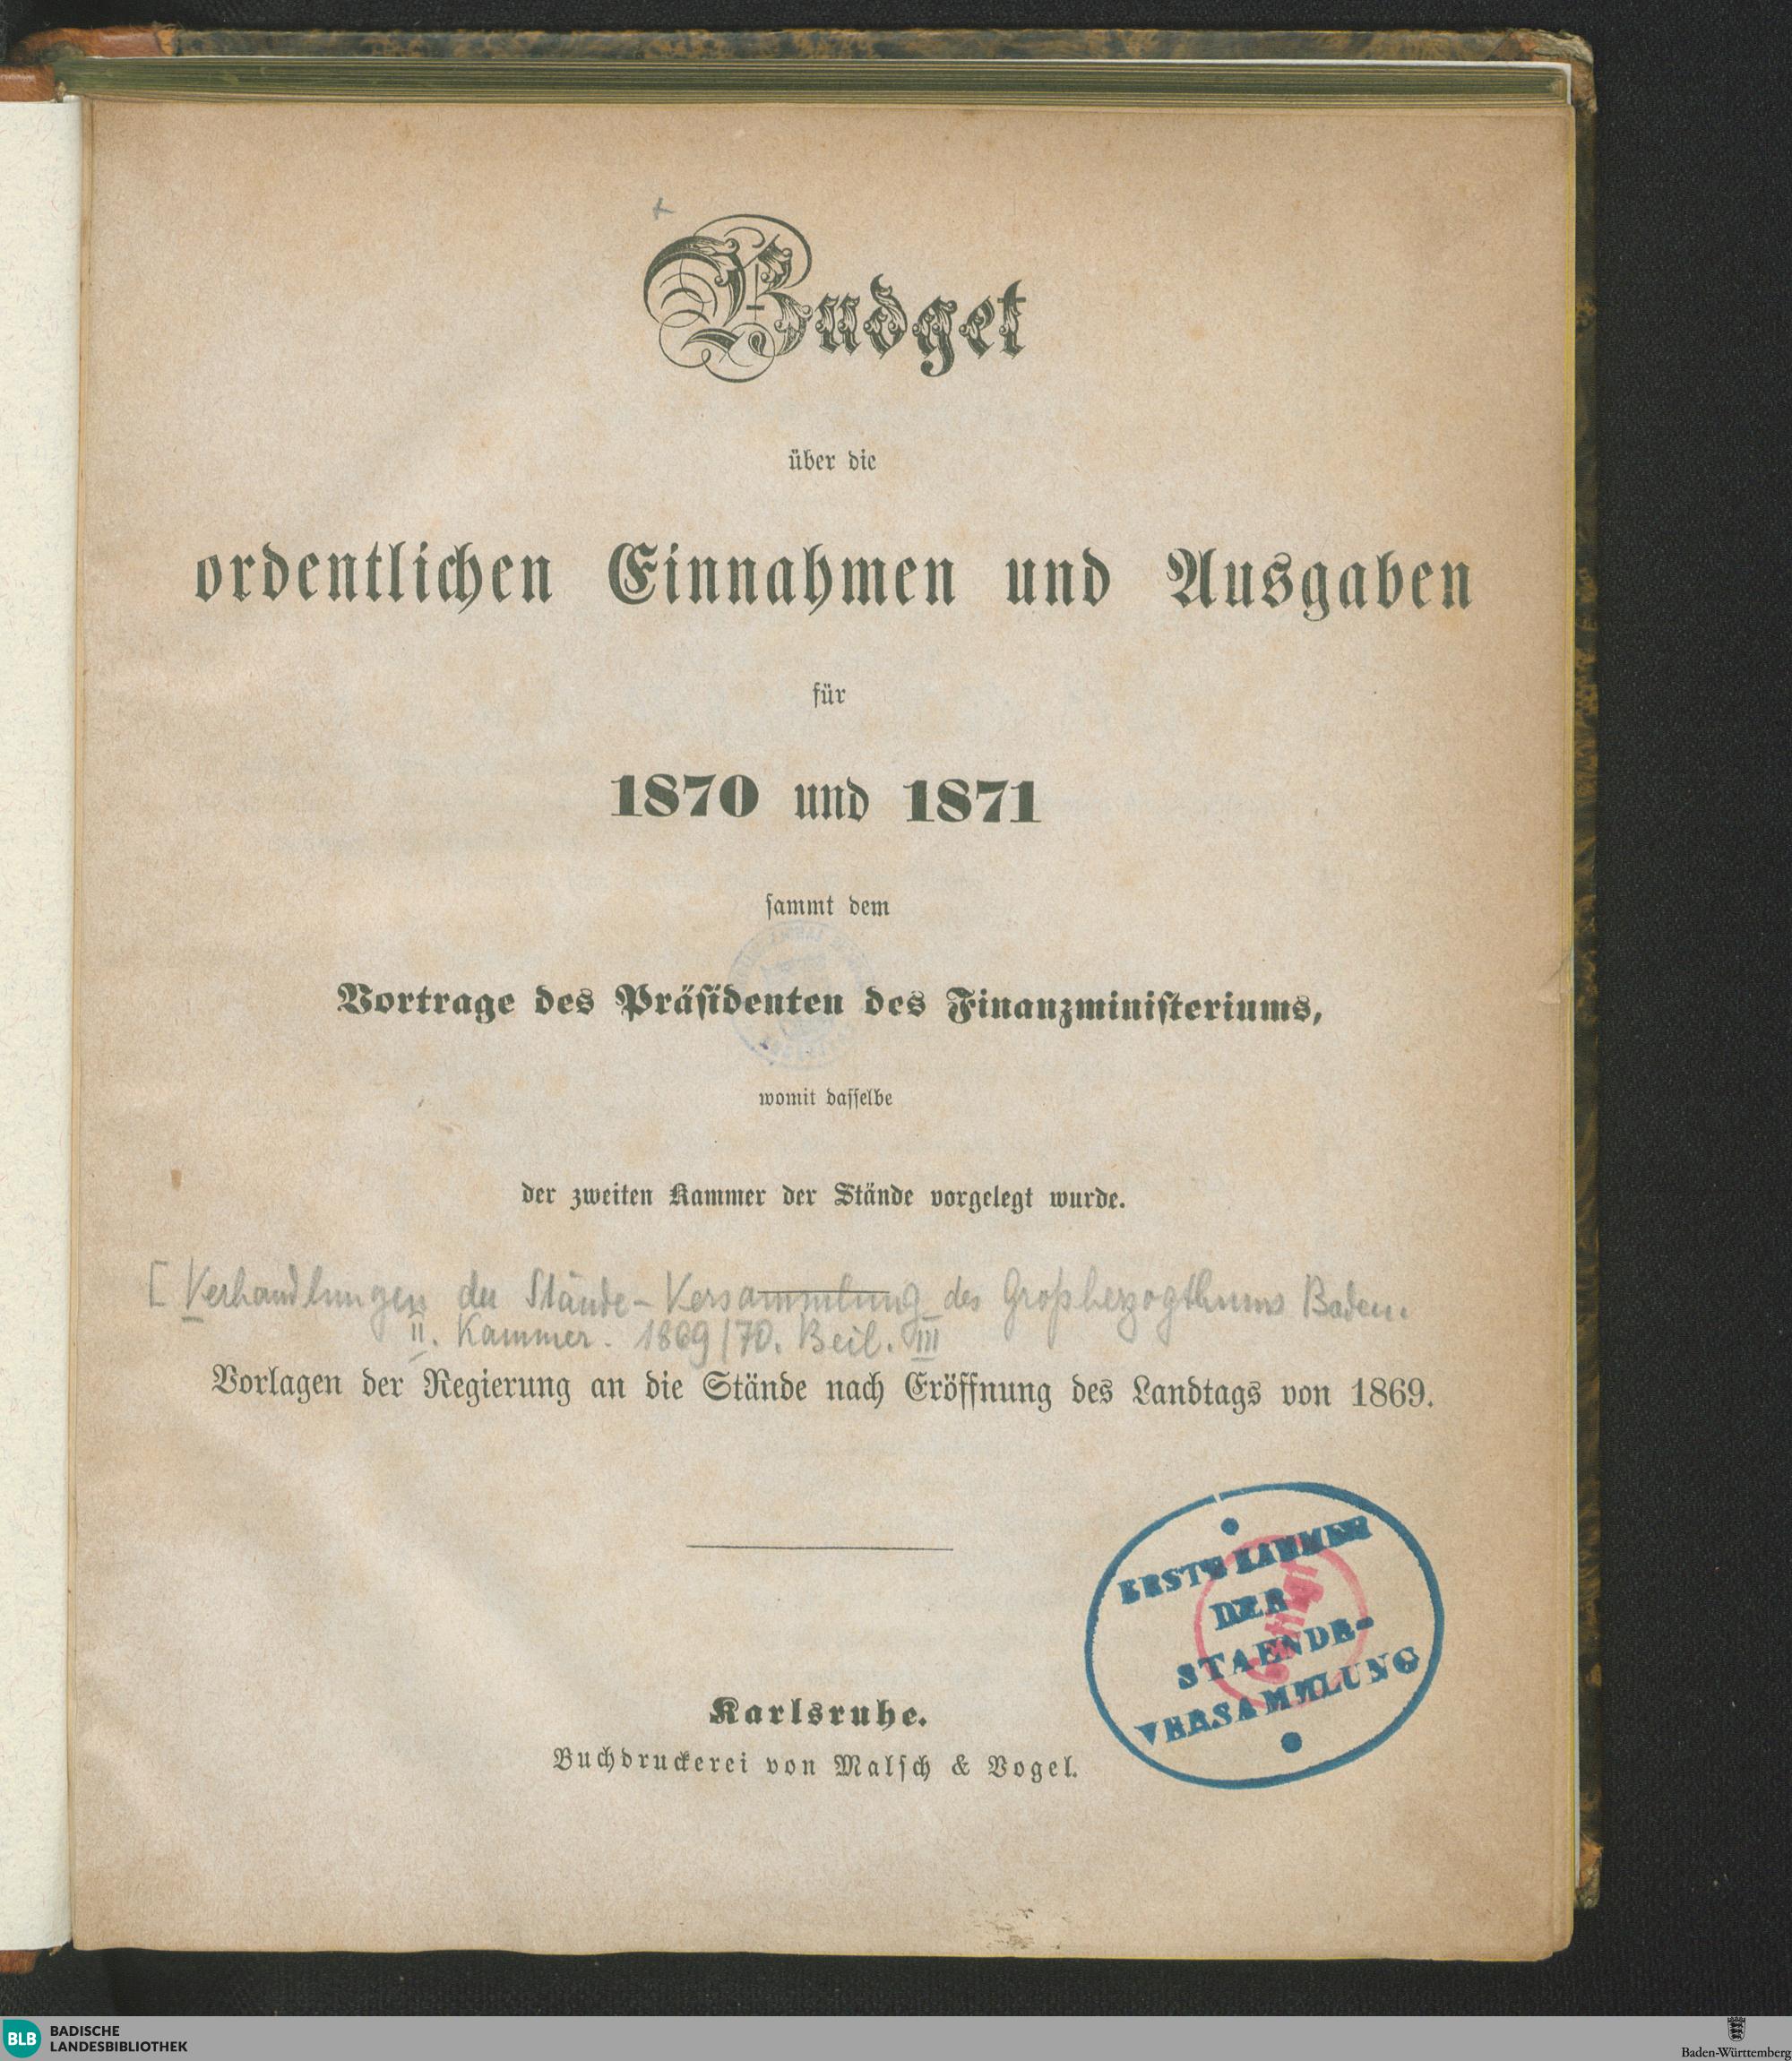 Budget
über die
ordentlichen Einnahmen und Ausgaben
für
1870 und 1871
sammt dem
Vortrage des Präsidenten des Finanzministeriums,
womit dasselbe
der zweiten Kammer der Stände vorgelegt wurde.
[Verhandlungen der Stände-Versammlung des Großherzogthums Baden.
II. Kammer. 1869/70. Beil. III
Vorlagen der Regierung an die Stände nach Eröffnung des Landtags von 1869.
ERSTE KAMMER
DER
STAENDE-
VERSAMMLUNG
Karlsruhe.
Buchdruckerei von Malsch & Vogel.
BLB BADISCHE
LANDESBIBLIOTHEK
Baden-Württemberg